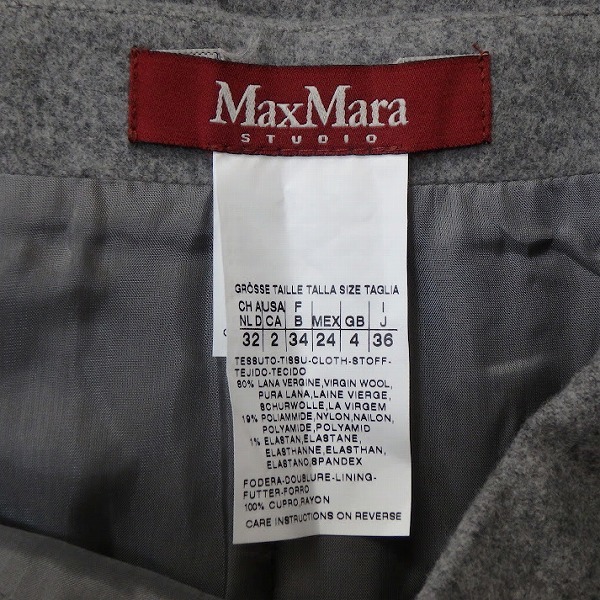 MaxMara
STUDIO
GRÖSSE TAILLE TALLA SIZE TAGLIA
CH A USA F I
NL D CA B MEX GB J
32 2 34 24 4 36
TESSUTO-TISSU-CLOTH-STOFF-
TEJIDO-TECIDO
80% LANA VERGINE,VIRGIN WOOL,
PURA LANA,LAINE VIERGE,
SCHURWOLLE,LA VIRGEM
19% POLIAMMIDE,NYLON,NAILON,
POLYAMIDE,POLYAMID
1% ELASTAN,ELASTANE,
ELASTHANNE,ELASTHAN,
ELASTANO,SPANDEX
FODERA-DOUBLURE-LINING-
FUTTER-FORRO
100% CUPRO,RAYON
CARE INSTRUCTIONS ON REVERSE